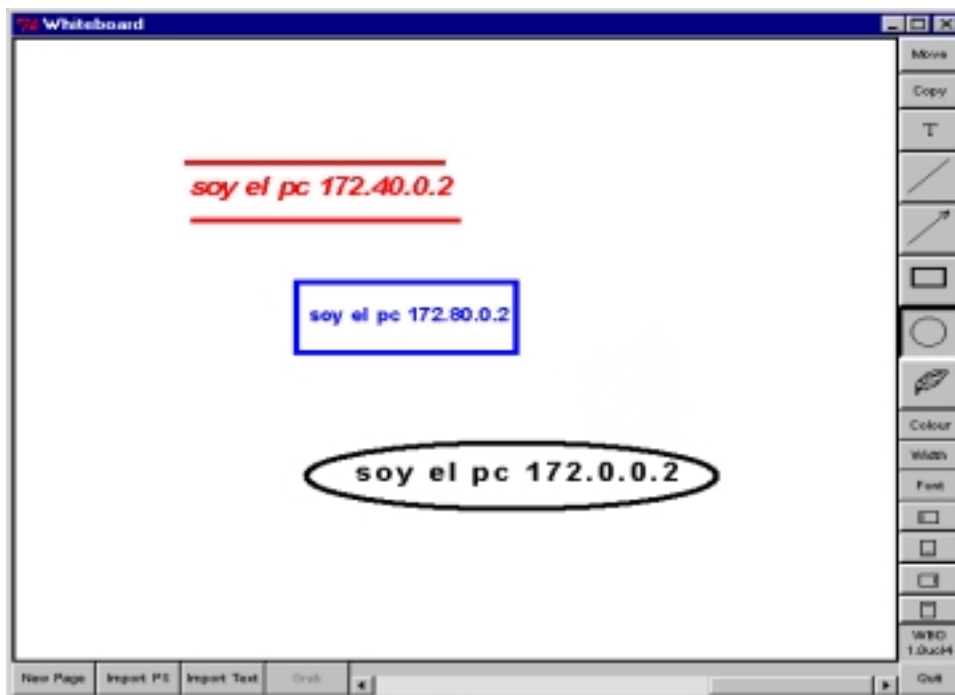 Whiteboard
Move
Copy
T
soy el pc 172.40.0.2
soy el pc 172.80.0.2
soy el pc 172.0.0.2
Colour
Width
Font
WBD
1.0ucl4
New Page Import PS Import Text Grab
Quit